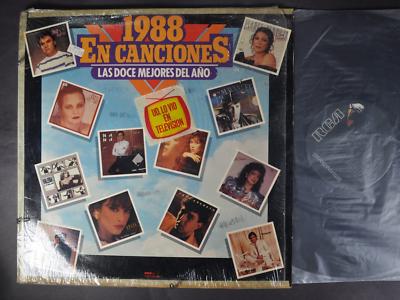 1988
EN CANCIONES
LAS DOCE MEJORES DEL AÑO
UD. LO VIO
EN
TELEVISION
RCA